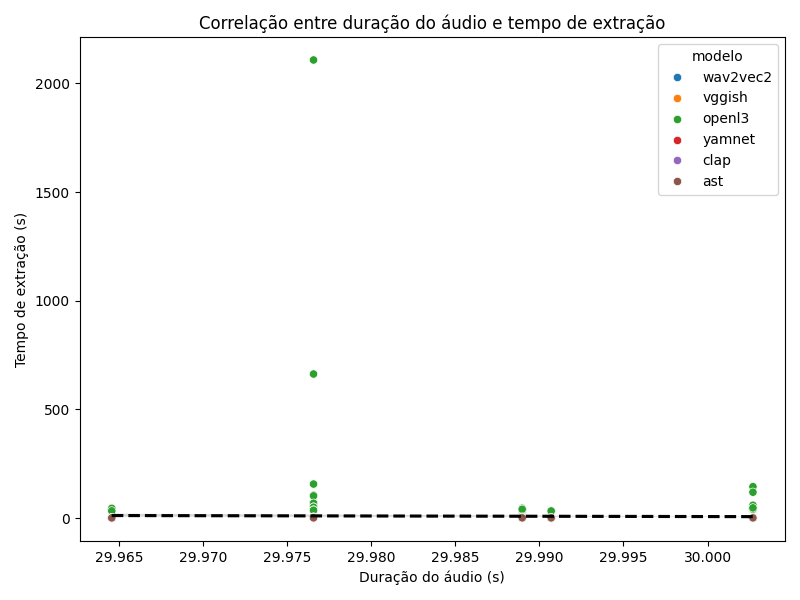 Correlação entre duração do áudio e tempo de extração
modelo
wav2vec2
vggish
openl3
yamnet
clap
ast
Tempo de extração (s)
2000
1500
1000
500
0
29.965 29.970 29.975 29.980 29.985 29.990 29.995 30.000
Duração do áudio (s)